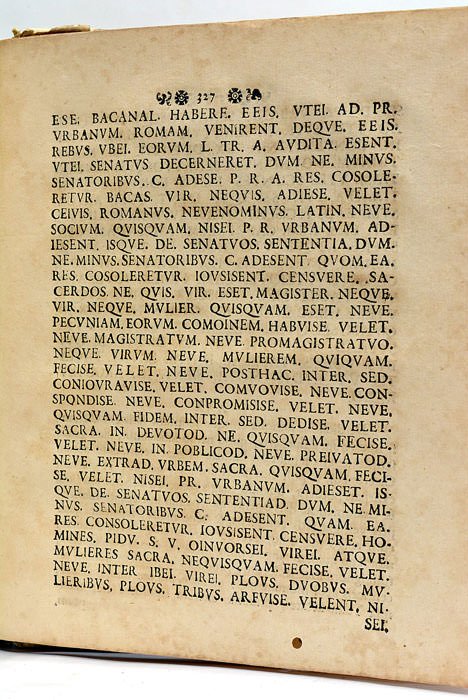 327
ESE. BACANAL. HABERE. EEIS. VTEI. AD. PR.
VRBANVM. ROMAM. VENIRENT. DEQVE. EEIS.
REBVS. VBEI. EORVM. L. TR. A. AVDITA. ESENT.
VTEI. SENATVS DECERNERET. DVM. NE. MINVS.
SENATORIBVS. C. ADESE. P. R. A. RES. COSOLE-
RETVR. BACAS. VIR. NEQVIS. ADIESE. VELET.
CEIVIS, ROMANVS. NEVENOMINVS. LATIN. NEVE.
SOCIVM. QVISQVAM. NISEI. P. R. VRBANVM. AD-
IESENT. ISQVE. DE. SENATVOS. SENTENTIA. DVM.
NE. MINVS. SENATORIBVS. C. ADESENT. QVOM. EA.
RES. COSOLERETVR. IOVSISENT. CENSVERE. SA-
CERDOS. NE. QVIS. VIR. ESET. MAGISTER. NEQVE.
VIR. NEQVE. MVLIER. QVISQVAM. ESET. NEVE.
PECVNIAM. EORVM. COMOINEM. HABVISE. VELET.
NEVE. MAGISTRATVM. NEVE. PROMAGISTRATVO.
NEQVE. VIRVM. NEVE. MVLIEREM. QVIQVAM.
FECISE. VELET. NEVE. POSTHAC. INTER. SED.
CONIOVRAVISE. VELET. COMVOVISE. NEVE. CON-
SPONDISE. NEVE. CONPROMISISE. VELET. NEVE.
QVISQVAM. FIDEM. INTER. SED. DEDISE. VELET.
SACRA. IN. DEVOTOD. NE. QVISQVAM. FECISE.
VELET. NEVE. IN. POBLICOD. NEVE. PREIVATOD.
NEVE. EXTRAD. VRBEM. SACRA. QVISQVAM. FECI-
SE. VELET. NISEI. PR. VRBANVM. ADIESET. IS-
QVE. DE. SENATVOS. SENTENTIAD. DVM. NE. MI-
NVS. SENATORIBVS. C. ADESENT. QVAM. EA.
RES. CONSOLERETVR. IOVSISENT. CENSVERE. HO-
MINES. PIDV. S. V. OINVORSEI. VIREI. ATQVE.
MVLIERES SACRA. NEQVISQVAM. FECISE. VELET.
NEVE. INTER IBEI. VIREI. PLOVS. DVOBVS. MV-
LIERIBVS, PLOVS. TRIBVS. ARFVISE. VELENT. NI-
SEI.